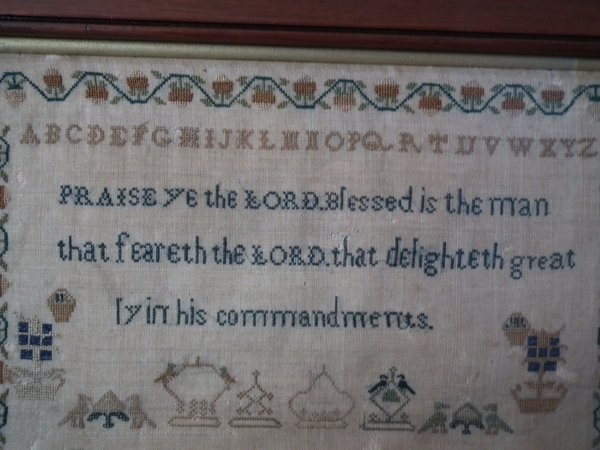 ABCDEFGHIJKLMNOPQRTUVWXYZ
PRAISE YE the LORD. Blessed is the man
that feareth the LORD. that delighteth great
ly in his commandments.